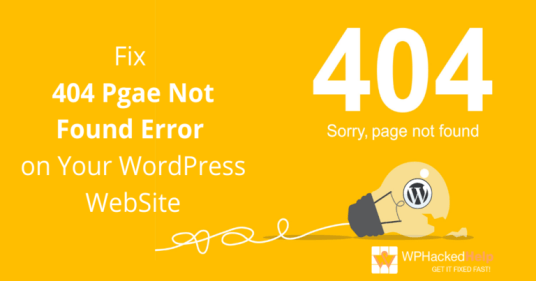 Fix
404 Pgae Not
Found Error
on Your WordPress
WebSite
404
Sorry, page not found
W
WPHackedHelp
GET IT FIXED FAST!